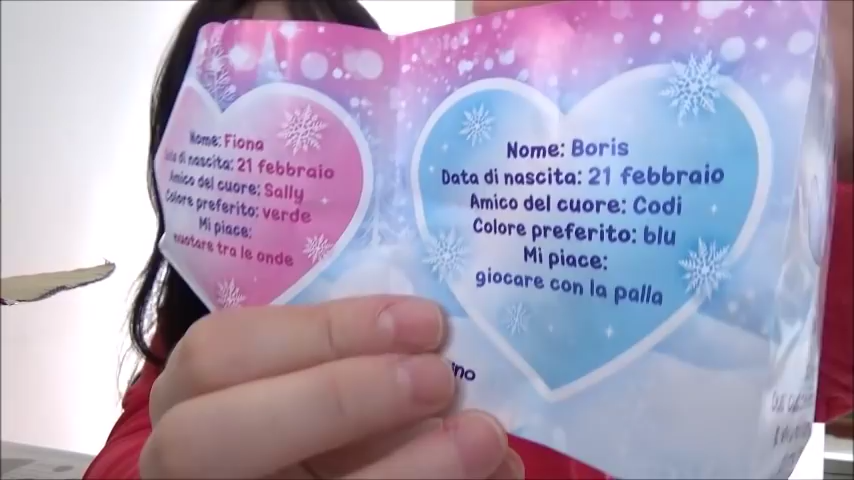 Nome: Fiona
di nascita: 21 febbraio
Amico del cuore: Sally
Colore preferito: verde
Mi piace:
nuotare tra le onde
Nome: Boris
Data di nascita: 21 febbraio
Amico del cuore: Codi
Colore preferito: blu
Mi piace:
giocare con la palla